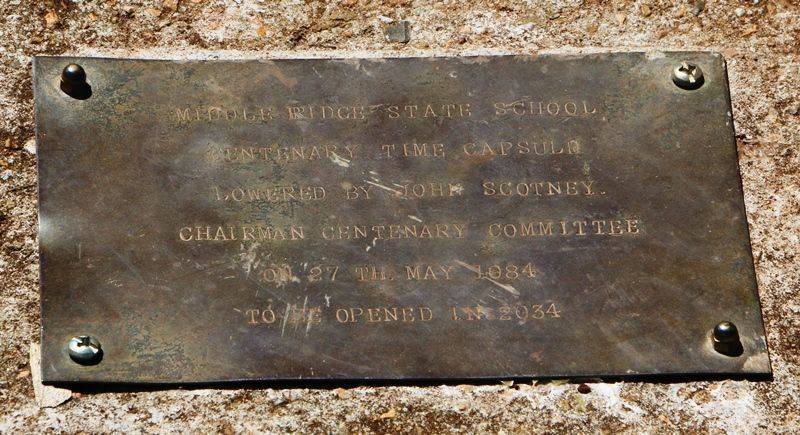 MIDDLE RIDGE STATE SCHOOL
CENTENARY TIME CAPSULE
LOWERED BY JOHN SCOTNEY
CHAIRMAN CENTENARY COMMITTEE
ON 27 TH MAY 1984
TO BE OPENED IN 2034